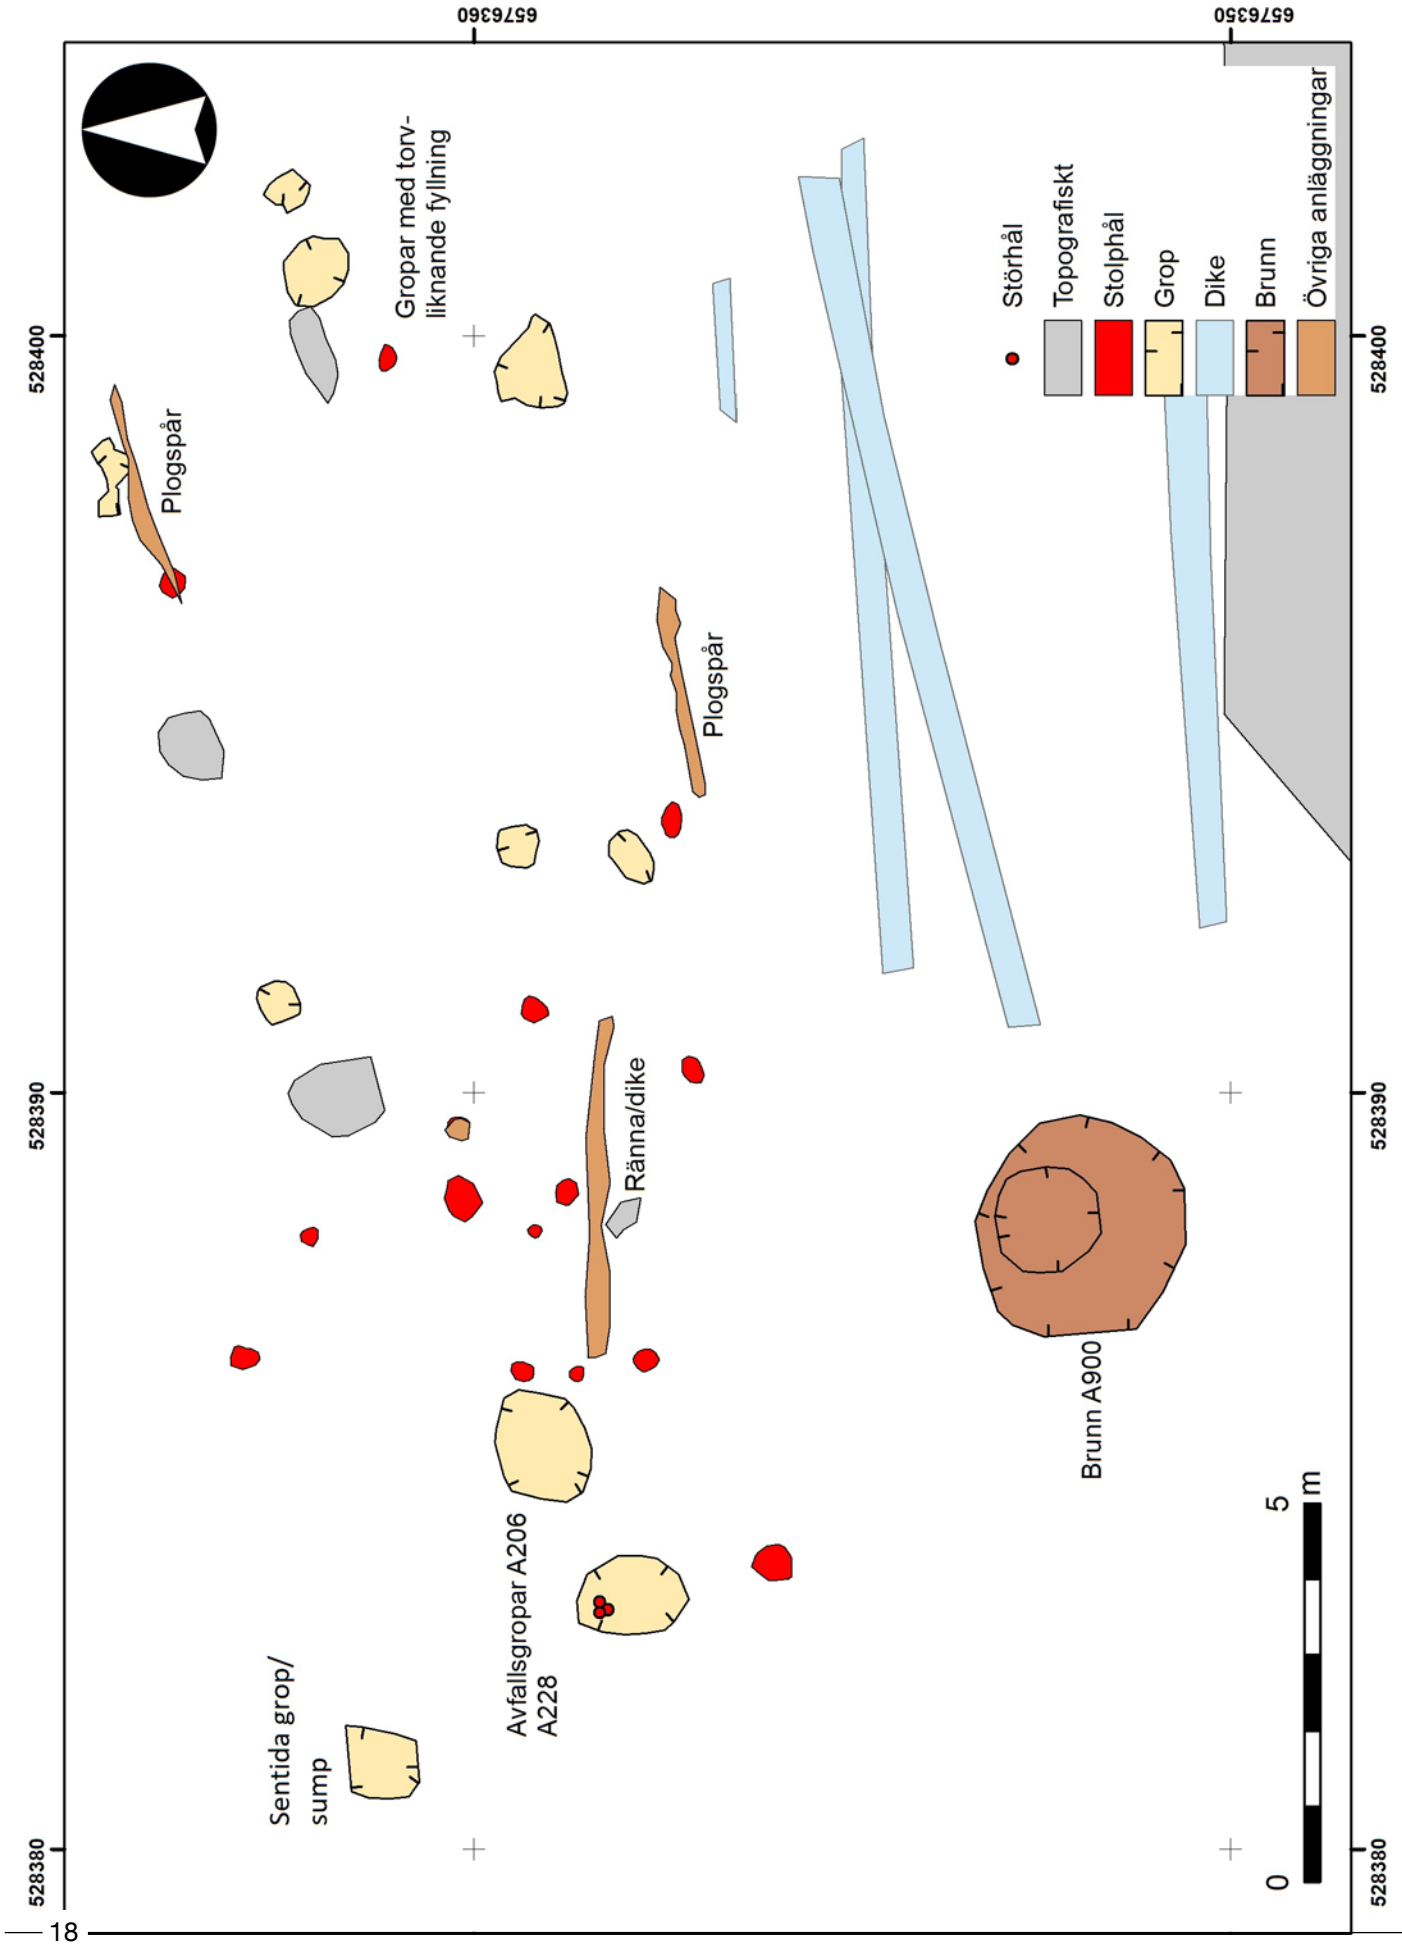 528380
528390
528400
6576360
6576350
Sentida grop/
sump
Plogspår
Gropar med torv-
liknande fyllning
Avfallsgropar A206
A228
Ränna/dike
Plogspår
Brunn A900
Störhål
Topografiskt
Stolphål
Grop
Dike
Brunn
Övriga anläggningar
0
5
m
528380
528390
528400
18